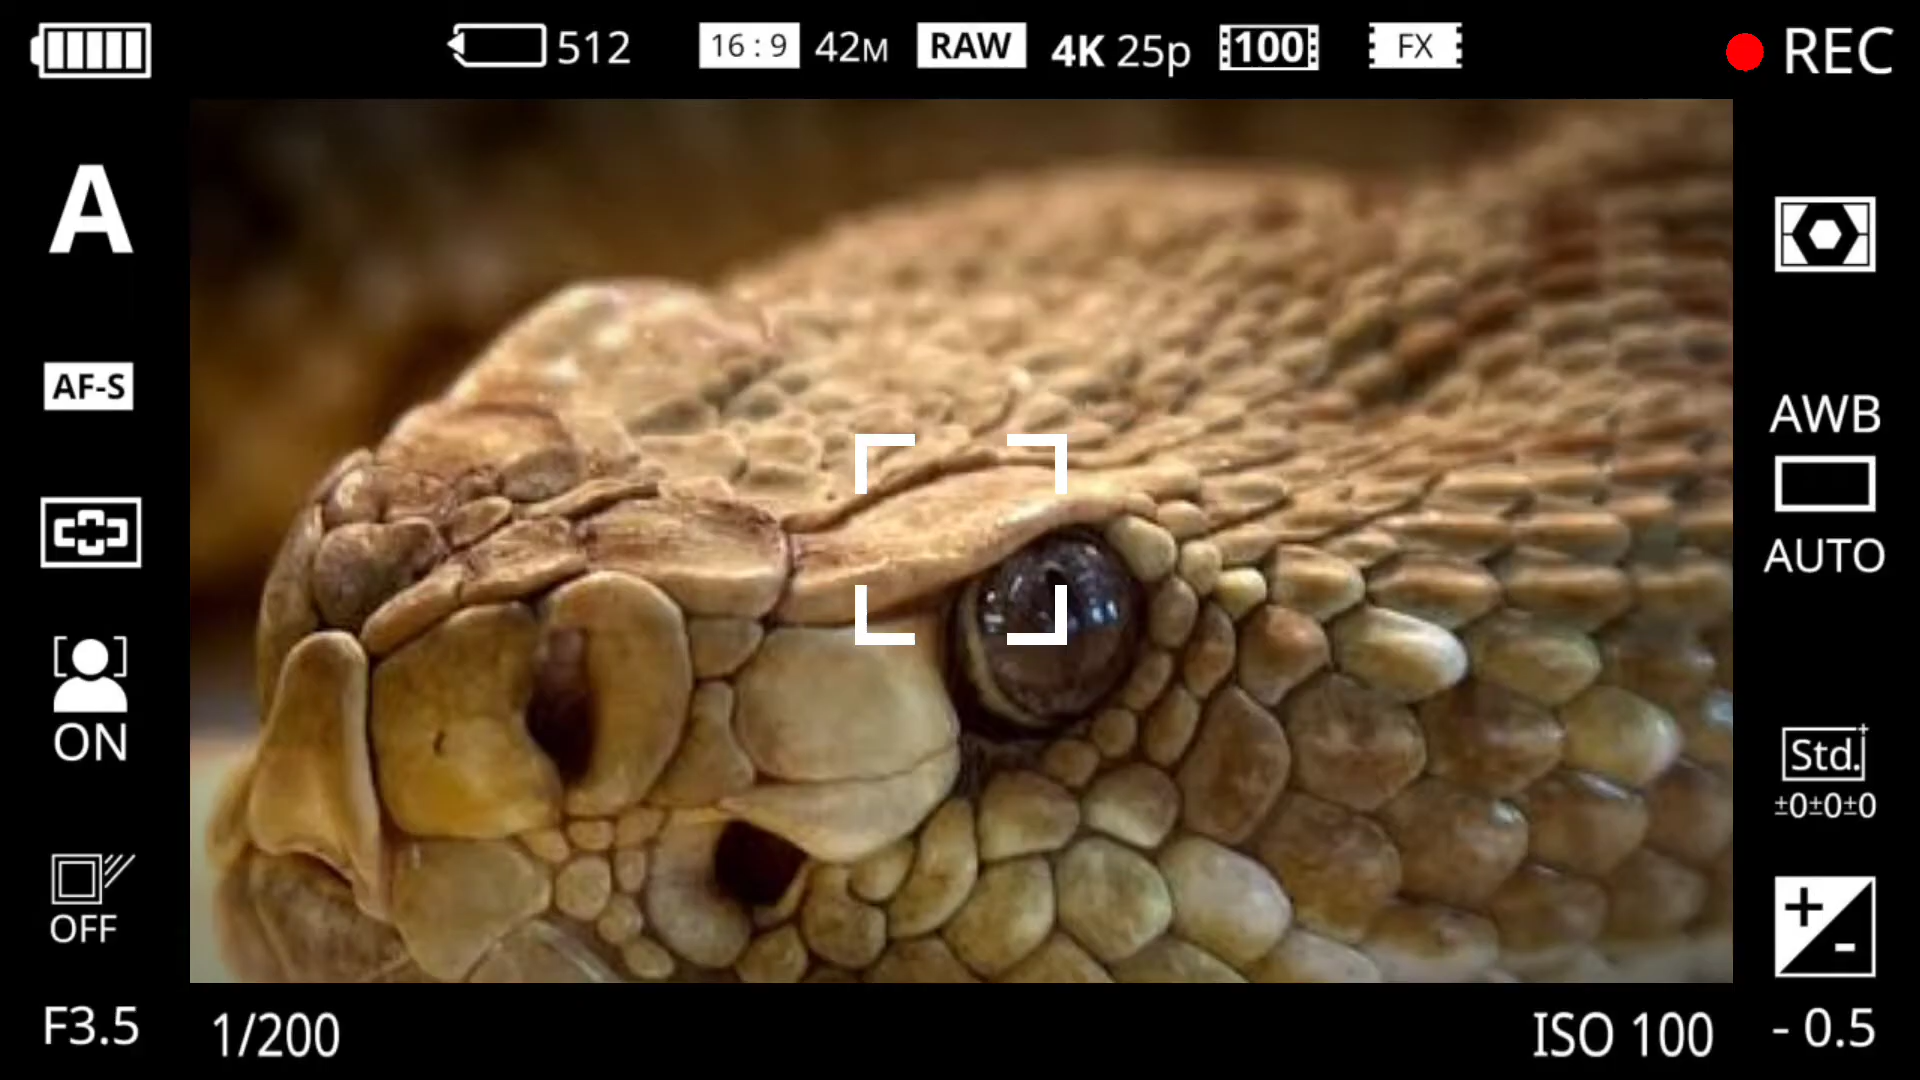 512 16:9 42M RAW 4K 25p 100 FX REC
A
AF-S
AWB
AUTO
ON
Std.+
±0±0±0
OFF
+
-
F3.5 1/200 ISO 100 - 0.5